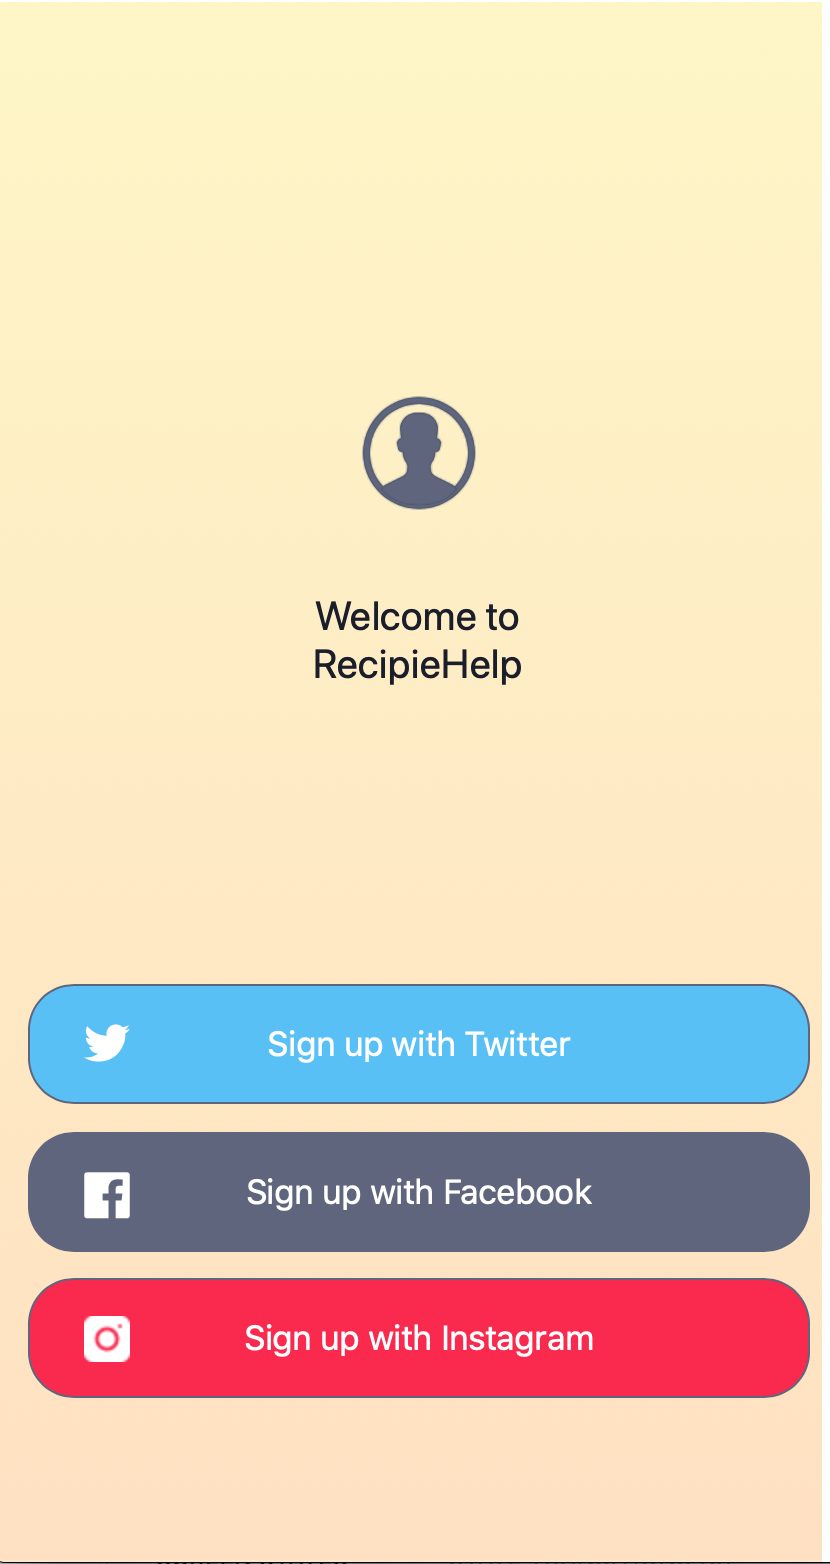 Welcome to
RecipieHelp
Sign up with Twitter
Sign up with Facebook
Sign up with Instagram